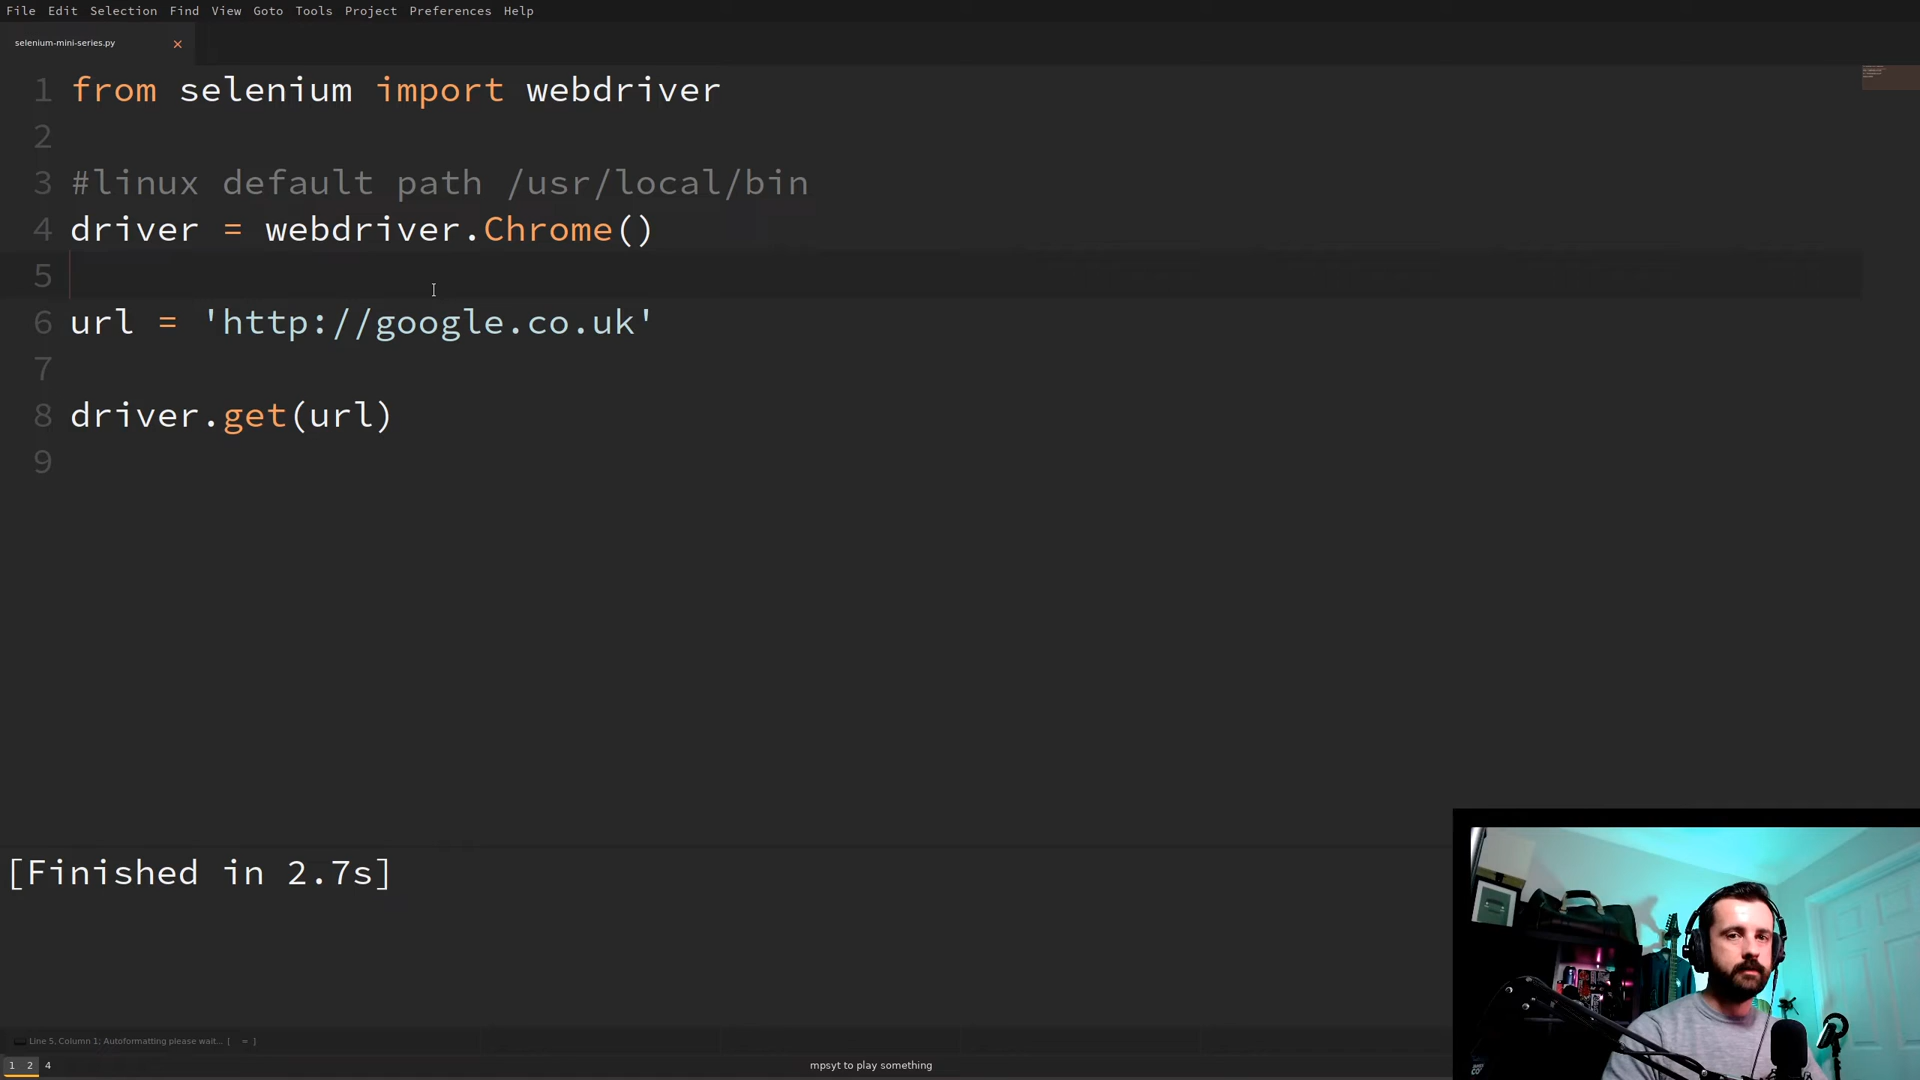 File Edit Selection Find View Goto Tools Project Preferences Help
selenium-mini-series.py
1 from selenium import webdriver
2
3 #linux default path /usr/local/bin
4 driver = webdriver.Chrome()
5
6 url = 'http://google.co.uk'
7
8 driver.get(url)
9
[Finished in 2.7s]
Line 5, Column 1; Autoformatting please wait... [ = ]
1 2 4 mpsyt to play something